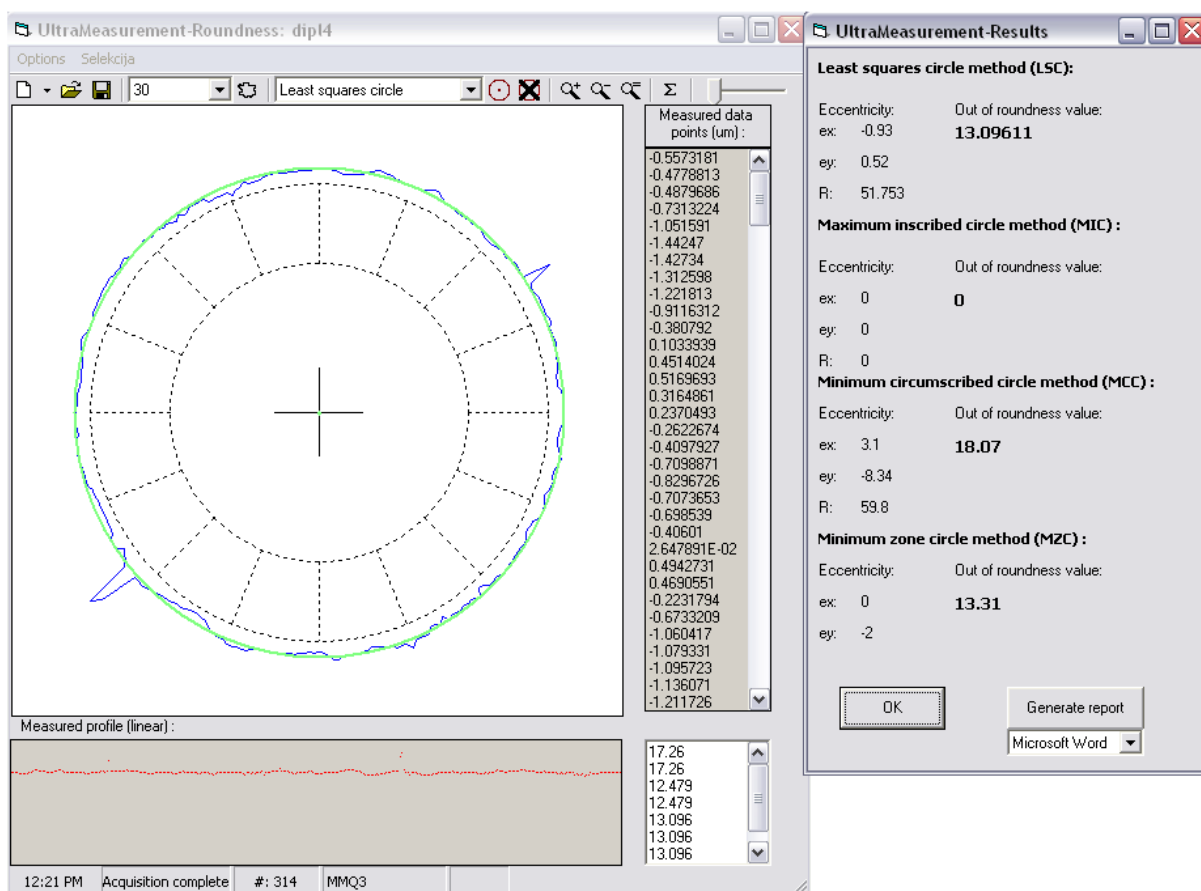 UltraMeasurement-Roundness: dipl4
Options Selekcija
30 Least squares circle Σ
Measured data
points (um) :
-0.5573181
-0.4778813
-0.4879686
-0.7313224
-1.051591
-1.44247
-1.42734
-1.312598
-1.221813
-0.9116312
-0.380792
0.1033939
0.4514024
0.5169693
0.3164861
0.2370493
-0.2622674
-0.4097927
-0.7098871
-0.8296726
-0.7073653
-0.698539
-0.40601
2.647891E-02
0.4942731
0.4690551
-0.2231794
-0.6733209
-1.060417
-1.079331
-1.095723
-1.136071
-1.211726
Measured profile (linear) :
17.26
17.26
12.479
12.479
13.096
13.096
13.096
12:21 PM Acquisition complete #: 314 MMQ3
UltraMeasurement-Results
Least squares circle method (LSC):
Eccentricity: Out of roundness value:
ex: -0.93 13.09611
ey: 0.52
R: 51.753
Maximum inscribed circle method (MIC) :
Eccentricity: Out of roundness value:
ex: 0 0
ey: 0
R: 0
Minimum circumscribed circle method (MCC) :
Eccentricity: Out of roundness value:
ex: 3.1 18.07
ey: -8.34
R: 59.8
Minimum zone circle method (MZC) :
Eccentricity: Out of roundness value:
ex: 0 13.31
ey: -2
OK Generate report
Microsoft Word